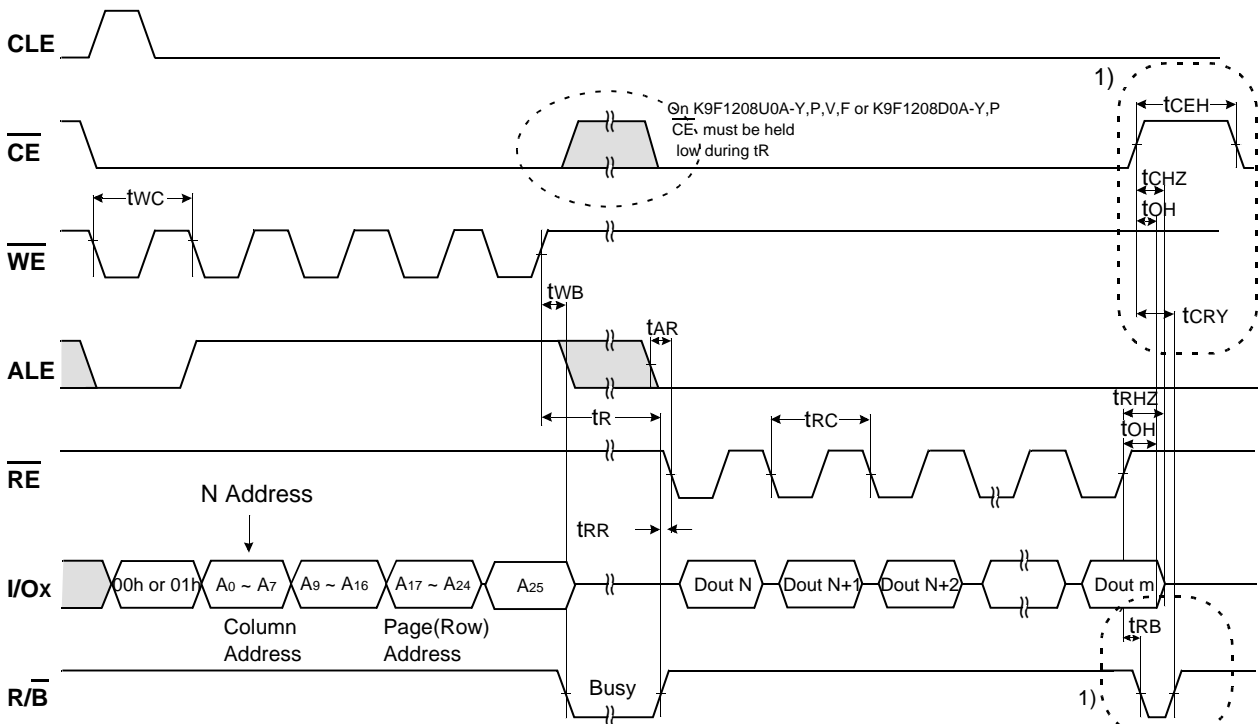 CLE
1)
tCEH
On K9F1208U0A-Y,P,V,F or K9F1208D0A-Y,P
CE must be held
low during tR
CE
tCHZ
tOH
tWC
WE
tWB
tCRY
tAR
ALE
tRHZ
tR
tRC
tOH
RE
N Address
tRR
I/Ox
00h or 01h
A0 ~ A7
A9 ~ A16
A17 ~ A24
A25
Dout N
Dout N+1
Dout N+2
Dout m
Column
Address
Page(Row)
Address
tRB
R/B
Busy
1)